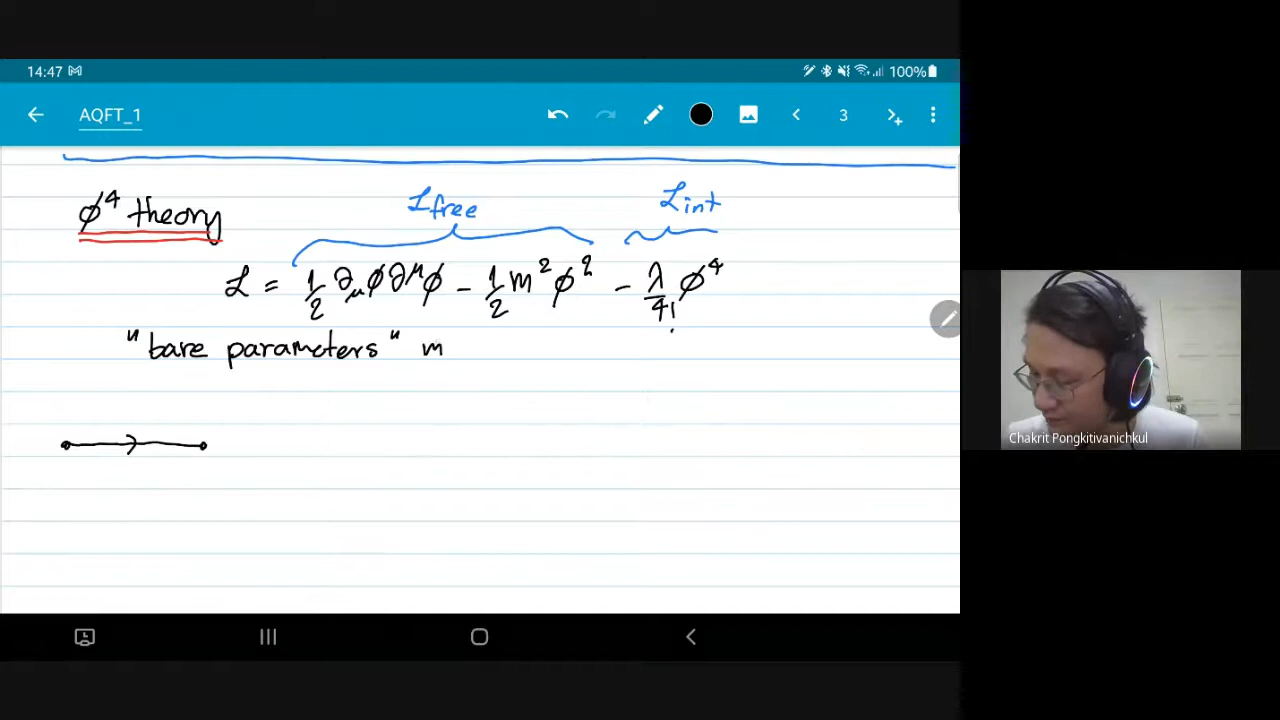 14:47 100%
AQFT_1 3
ϕ⁴ theory
ℒfree ℒint
ℒ = 1/2 ∂μϕ∂^μϕ - 1/2 m²ϕ² - λ/4! ϕ⁴
"bare parameters" m
Chakrit Pongkitivanichkul